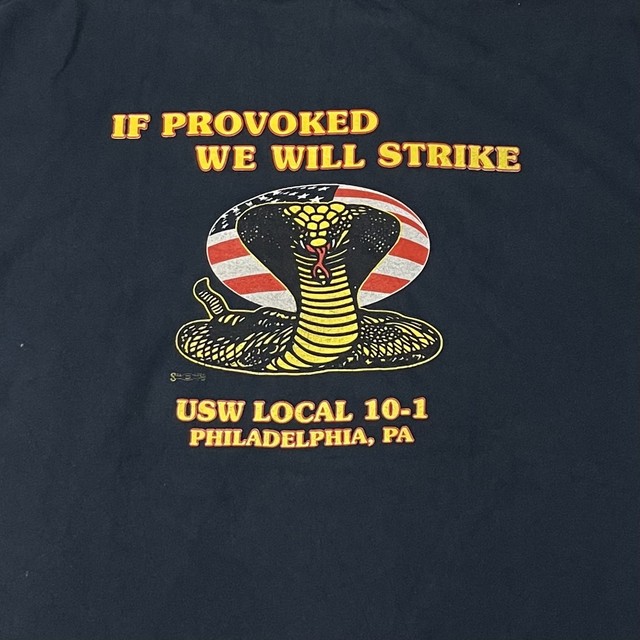 IF PROVOKED
WE WILL STRIKE
USW LOCAL 10-1
PHILADELPHIA, PA